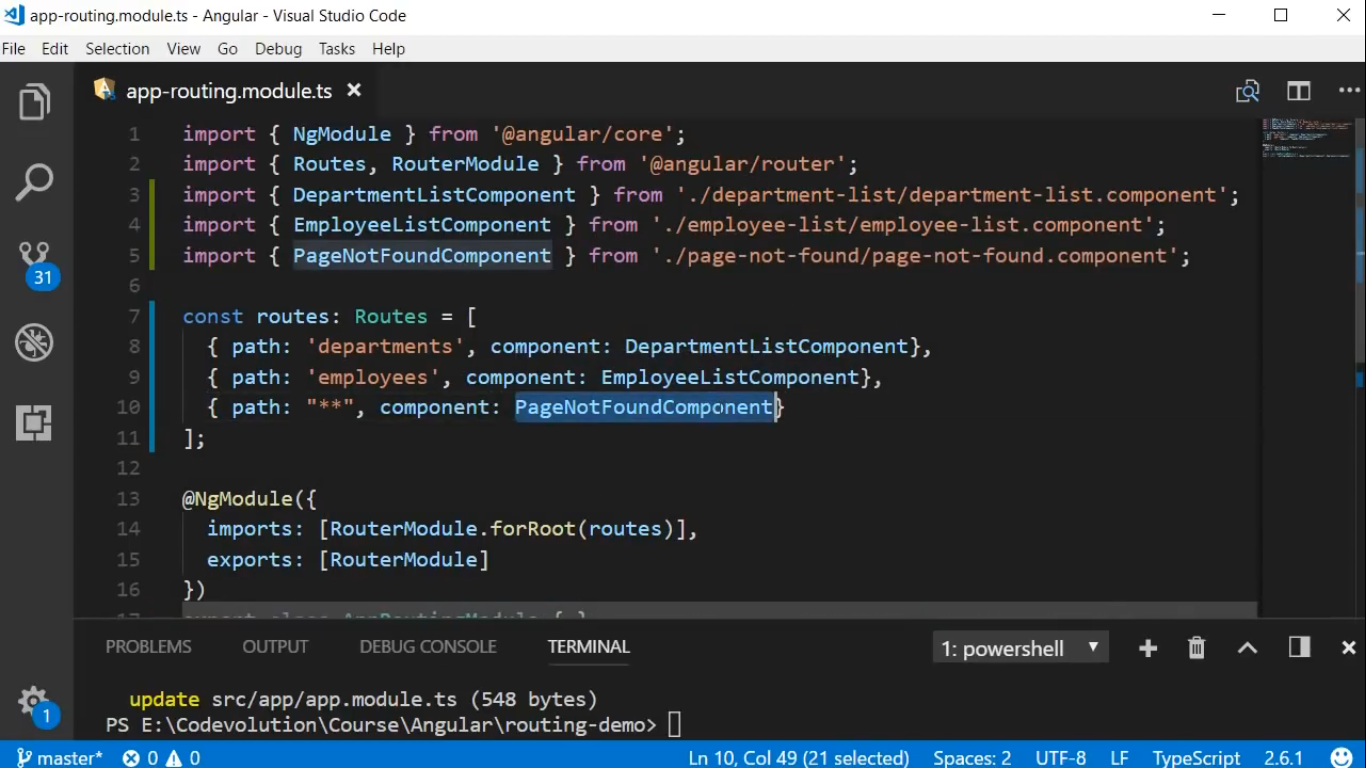 app-routing.module.ts - Angular - Visual Studio Code
File Edit Selection View Go Debug Tasks Help
app-routing.module.ts
1 import { NgModule } from '@angular/core';
2 import { Routes, RouterModule } from '@angular/router';
3 import { DepartmentListComponent } from './department-list/department-list.component';
4 import { EmployeeListComponent } from './employee-list/employee-list.component';
5 import { PageNotFoundComponent } from './page-not-found/page-not-found.component';
6
7 const routes: Routes = [
8 { path: 'departments', component: DepartmentListComponent},
9 { path: 'employees', component: EmployeeListComponent},
10 { path: "**", component: PageNotFoundComponent}
11 ];
12
13 @NgModule({
14 imports: [RouterModule.forRoot(routes)],
15 exports: [RouterModule]
16 })
17 export class AppRoutingModule { }
31
1
PROBLEMS OUTPUT DEBUG CONSOLE TERMINAL 1: powershell
update src/app/app.module.ts (548 bytes)
PS E:\Codevolution\Course\Angular\routing-demo>
master* 0 0 Ln 10, Col 49 (21 selected) Spaces: 2 UTF-8 LF TypeScript 2.6.1